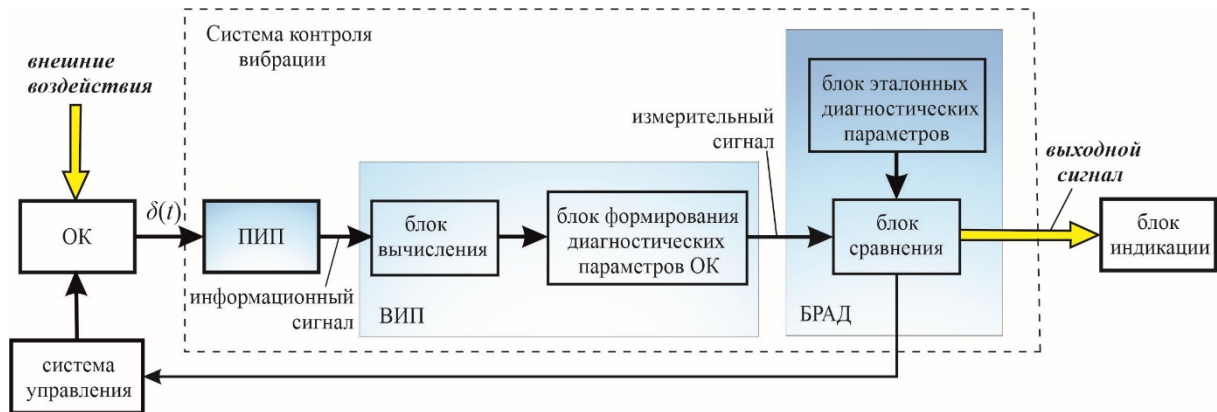 Система контроля
вибрации
внешние
воздействия
блок эталонных
диагностических
параметров
измерительный
сигнал
выходной
сигнал
δ(t)
ОК
ПИП
блок
вычисления
блок формирования
диагностических
параметров ОК
блок
сравнения
блок
индикации
информационный
сигнал
ВИП
БРАД
система
управления